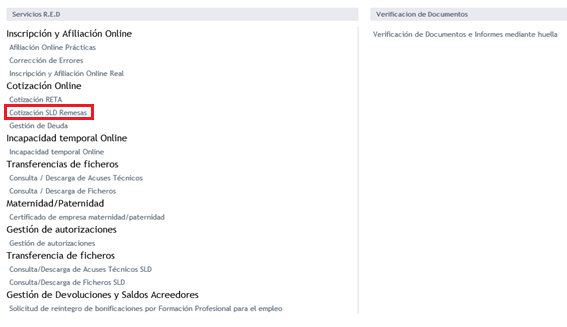 Servicios R.E.D
Inscripción y Afiliación Online
Afiliación Online Prácticas
Corrección de Errores
Inscripción y Afiliación Online Real
Cotización Online
Cotización RETA
Cotización SLD Remesas
Gestión de Deuda
Incapacidad temporal Online
Incapacidad temporal Online
Transferencias de ficheros
Consulta / Descarga de Acuses Técnicos
Consulta / Descarga de Ficheros
Maternidad/Paternidad
Certificado de empresa maternidad/paternidad
Gestión de autorizaciones
Gestión de autorizaciones
Transferencia de ficheros
Consulta/Descarga de Acuses Técnicos SLD
Consulta/Descarga de Ficheros SLD
Gestión de Devoluciones y Saldos Acreedores
Solicitud de reintegro de bonificaciones por Formación Profesional para el empleo
Verificacion de Documentos
Verificación de Documentos e Informes mediante huella